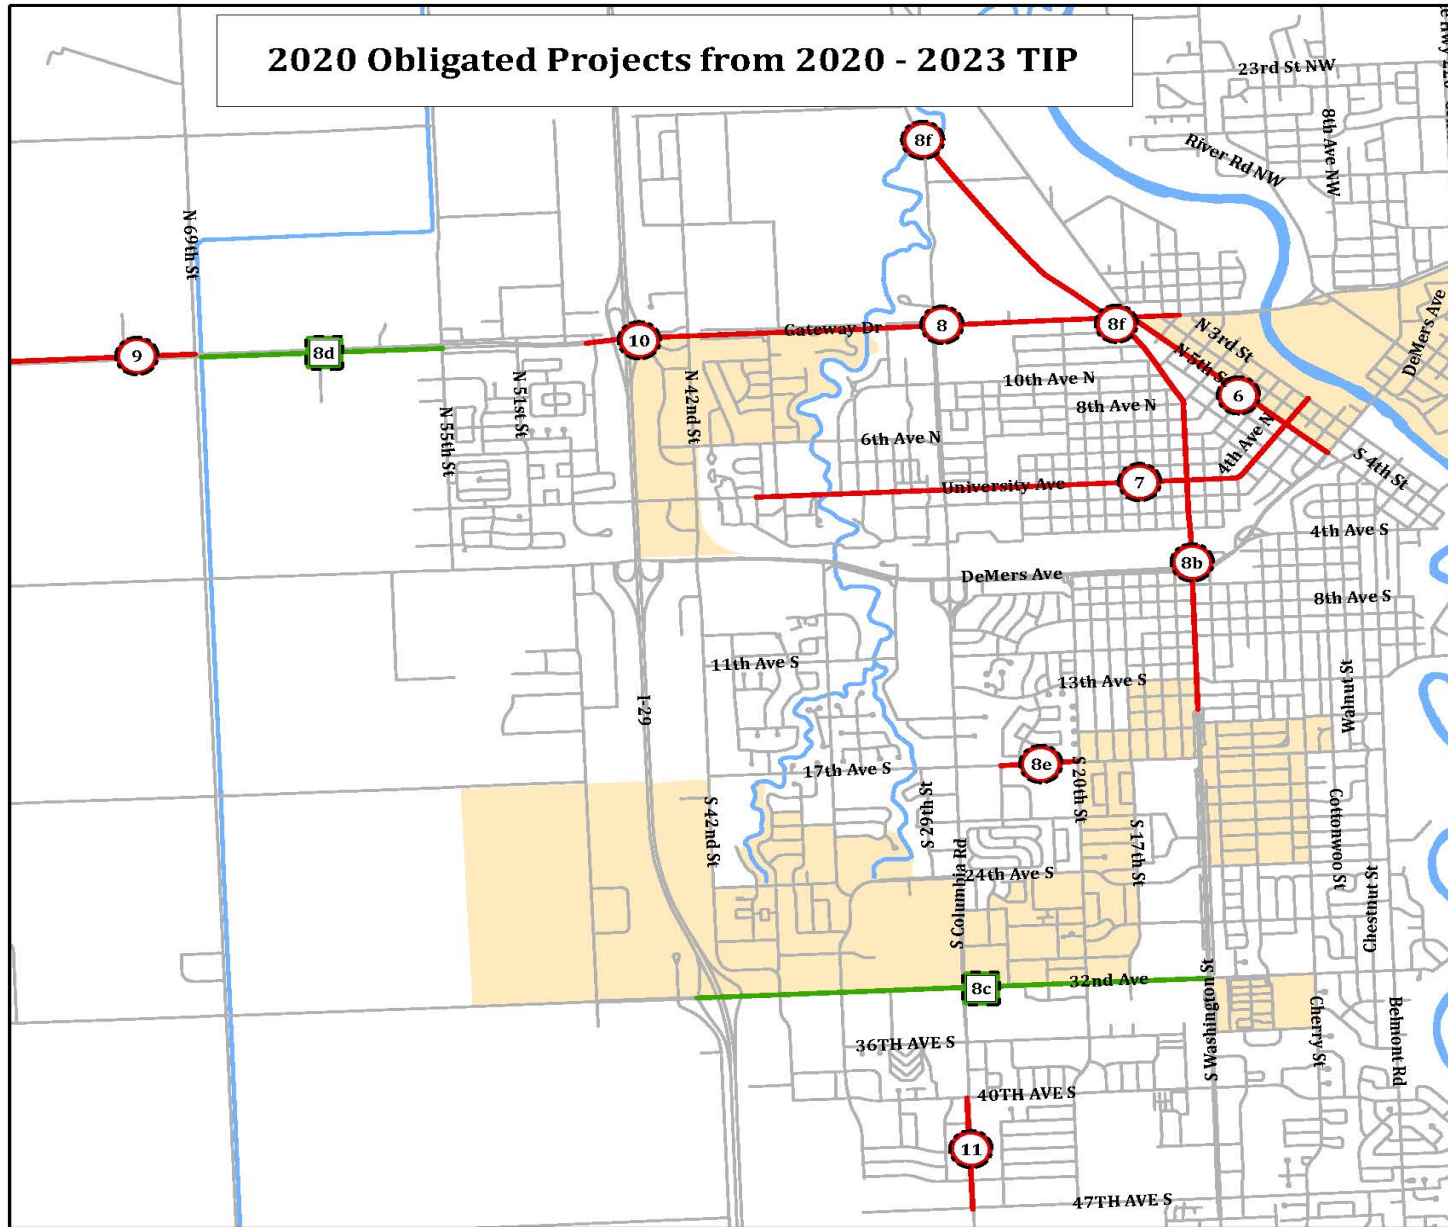 2020 Obligated Projects from 2020 - 2023 TIP
23rd St NW
8th Ave NW
River Rd NW
8f
N 69th St
DeMers Ave
9
8d
10
Gateway Dr
8
8f
N 3rd St
N 5th St
6
N 51st St
N 55th St
N 42nd St
10th Ave N
8th Ave N
6th Ave N
4th Ave N
S 4th St
University Ave
7
4th Ave S
8b
DeMers Ave
8th Ave S
11th Ave S
13th Ave S
Walnut St
I-29
17th Ave S
8e
S 20th St
S 42nd St
S 29th St
S 17th St
Cottonwoo St
S Columbia Rd
24th Ave S
Chestnut St
8c
32nd Ave
S Washington St
Cherry St
Belmont Rd
36TH AVE S
40TH AVE S
11
47TH AVE S